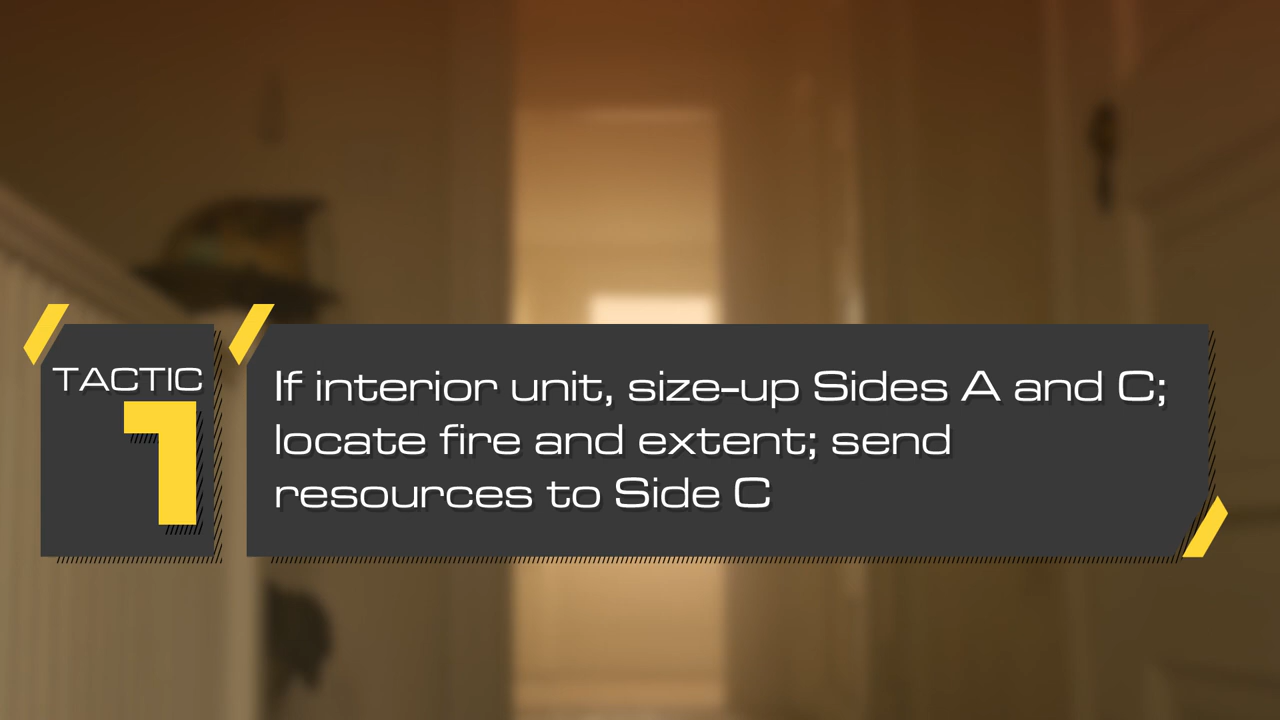 TACTIC
1
If interior unit, size-up Sides A and C;
locate fire and extent; send
resources to Side C